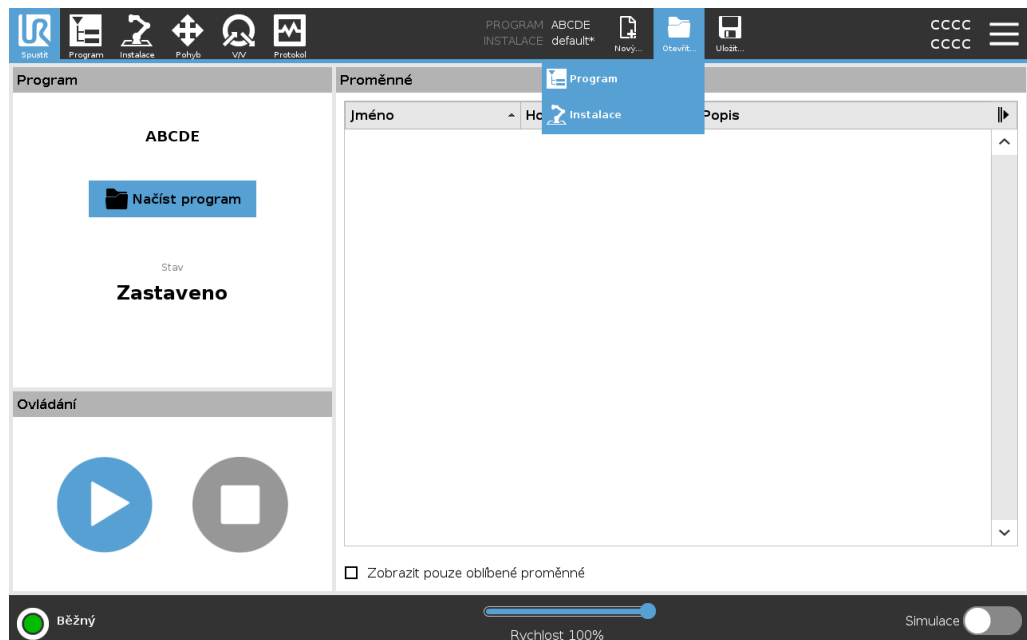 Spustit
Program
Instalace
Pohyb
V/V
Protokol
PROGRAM ABCDE
INSTALACE default*
Nový...
Otevřít...
Uložit...
CCCC
CCCC
Program
Instalace
Program
ABCDE
Načíst program
Stav
Zastaveno
Ovládání
Proměnné
Jméno
Popis
Zobrazit pouze oblíbené proměnné
Běžný
Rychlost 100%
Simulace